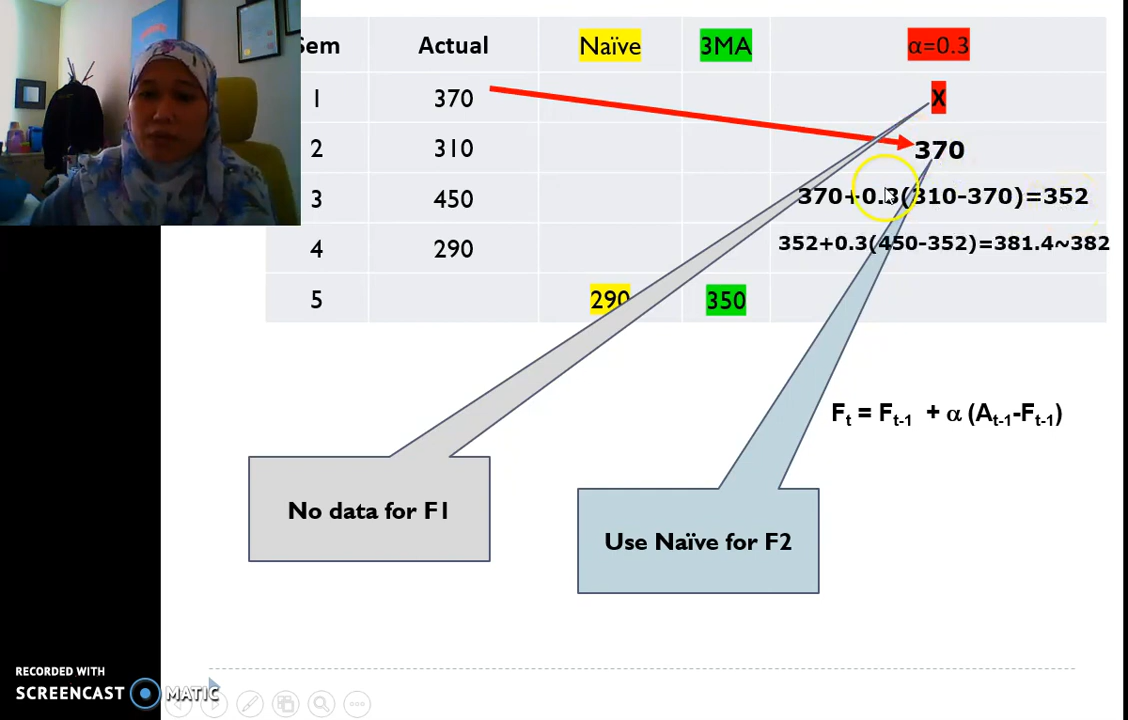 Sem Actual Naïve 3MA α=0.3
1 370 X
2 310 370
3 450 370+0.3(310-370)=352
4 290 352+0.3(450-352)=381.4~382
5 290 350
Ft = Ft-1 + α (At-1-Ft-1)
No data for F1
Use Naïve for F2
RECORDED WITH
SCREENCAST MATIC